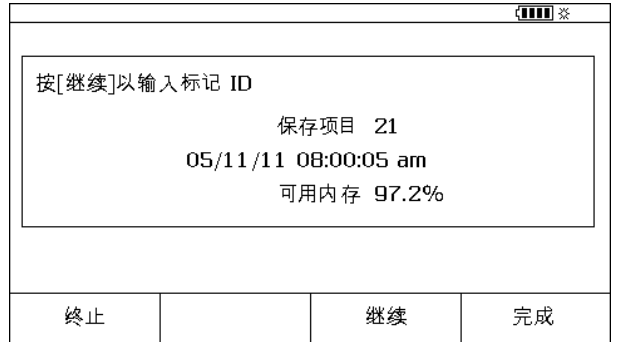 按[继续]以输入标记 ID
保存项目 21
05/11/11 08:00:05 am
可用内存 97.2%
终止 继续 完成